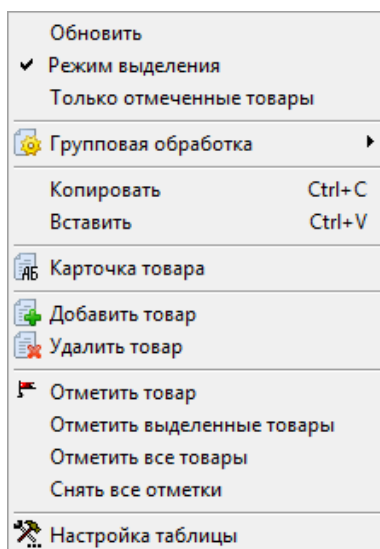 Обновить
Режим выделения
Только отмеченные товары
Групповая обработка
Копировать Ctrl+C
Вставить Ctrl+V
АБ Карточка товара
Добавить товар
Удалить товар
Отметить товар
Отметить выделенные товары
Отметить все товары
Снять все отметки
Настройка таблицы